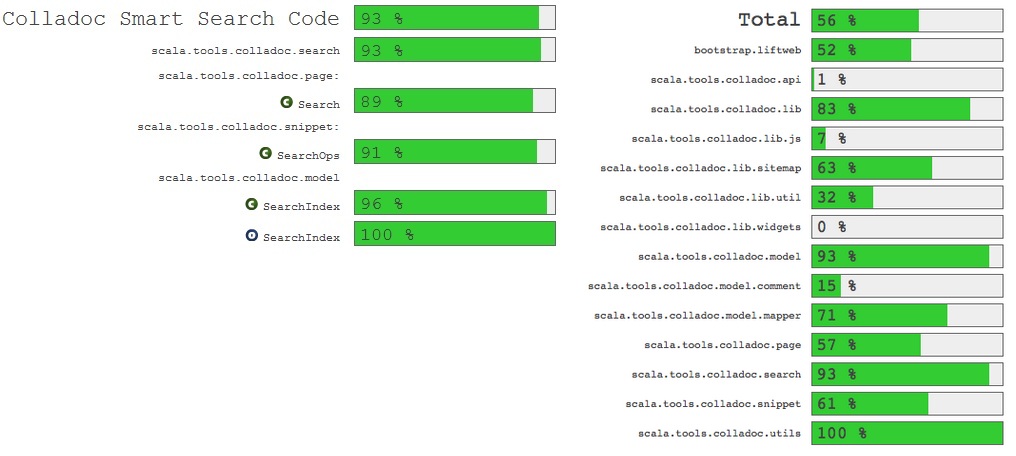 Colladoc Smart Search Code 93 %
scala.tools.colladoc.search 93 %
scala.tools.colladoc.page:
C Search 89 %
scala.tools.colladoc.snippet:
C SearchOps 91 %
scala.tools.colladoc.model
C SearchIndex 96 %
O SearchIndex 100 %
Total 56 %
bootstrap.liftweb 52 %
scala.tools.colladoc.api 1 %
scala.tools.colladoc.lib 83 %
scala.tools.colladoc.lib.js 7 %
scala.tools.colladoc.lib.sitemap 63 %
scala.tools.colladoc.lib.util 32 %
scala.tools.colladoc.lib.widgets 0 %
scala.tools.colladoc.model 93 %
scala.tools.colladoc.model.comment 15 %
scala.tools.colladoc.model.mapper 71 %
scala.tools.colladoc.page 57 %
scala.tools.colladoc.search 93 %
scala.tools.colladoc.snippet 61 %
scala.tools.colladoc.utils 100 %